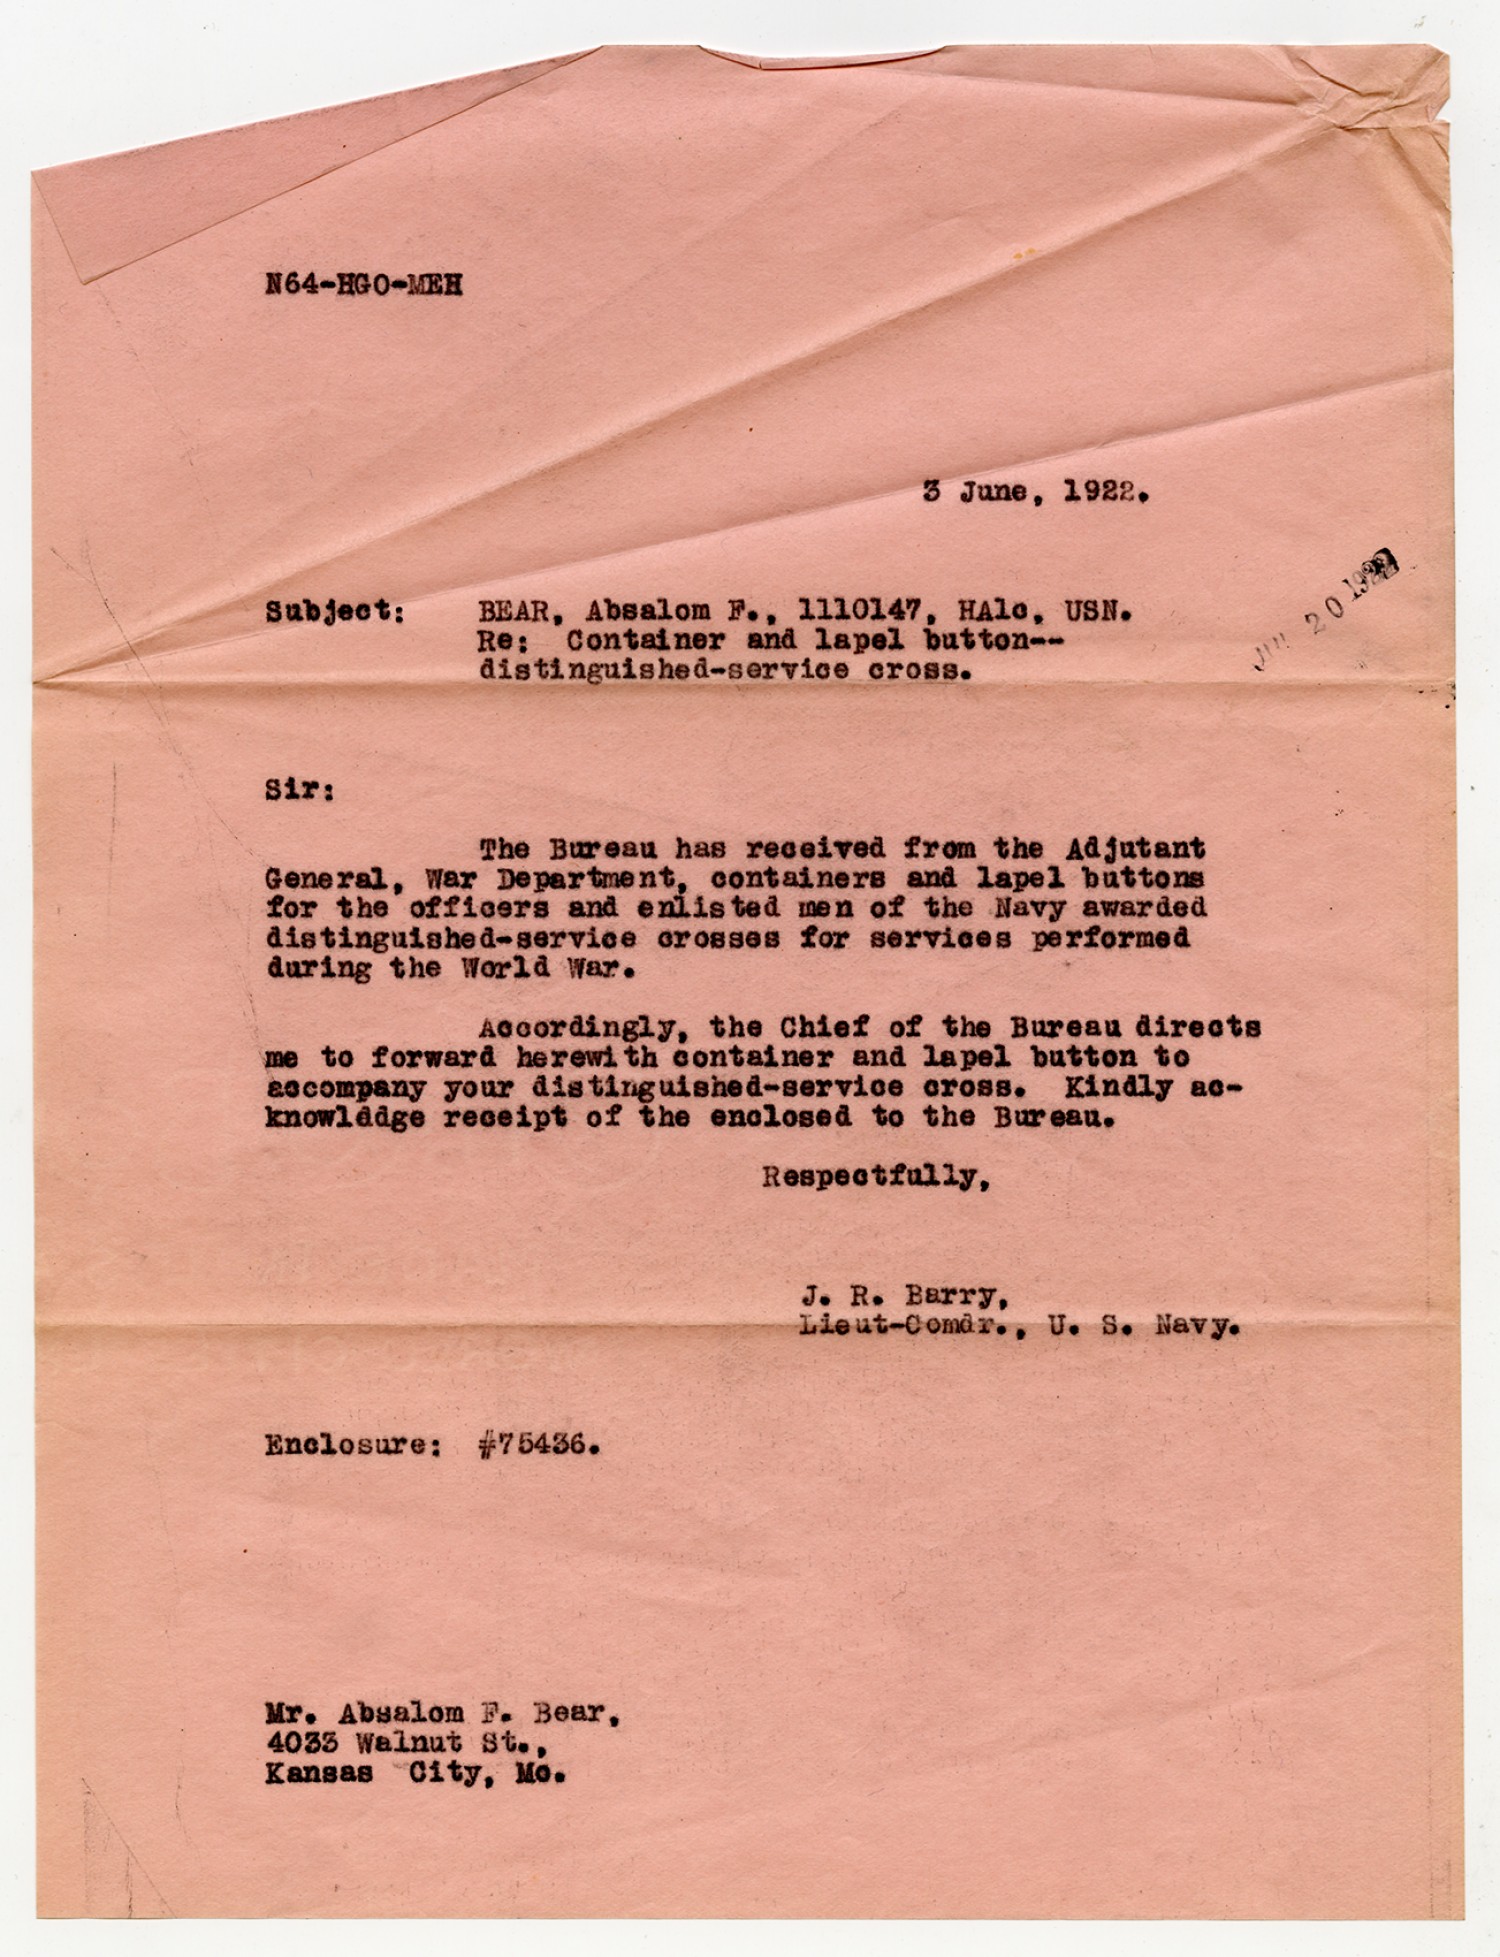 N64-HGO-MEH
3 June, 1922.
20 1922
Subject: BEAR, Absalom F., 1110147, HA1c, USN.
Re: Container and lapel button--
distinguished-service cross.
Sir:
The Bureau has received from the Adjutant
General, War Department, containers and lapel buttons
for the officers and enlisted men of the Navy awarded
distinguished-service crosses for services performed
during the World War.
Accordingly, the Chief of the Bureau directs
me to forward herewith container and lapel button to
accompany your distinguished-service cross. Kindly ac-
knowlddge receipt of the enclosed to the Bureau.
Respectfully,
J. R. Barry,
Lieut-Comdr., U. S. Navy.
Enclosure: #75436.
Mr. Absalom F. Bear,
4033 Walnut St.,
Kansas City, Mo.